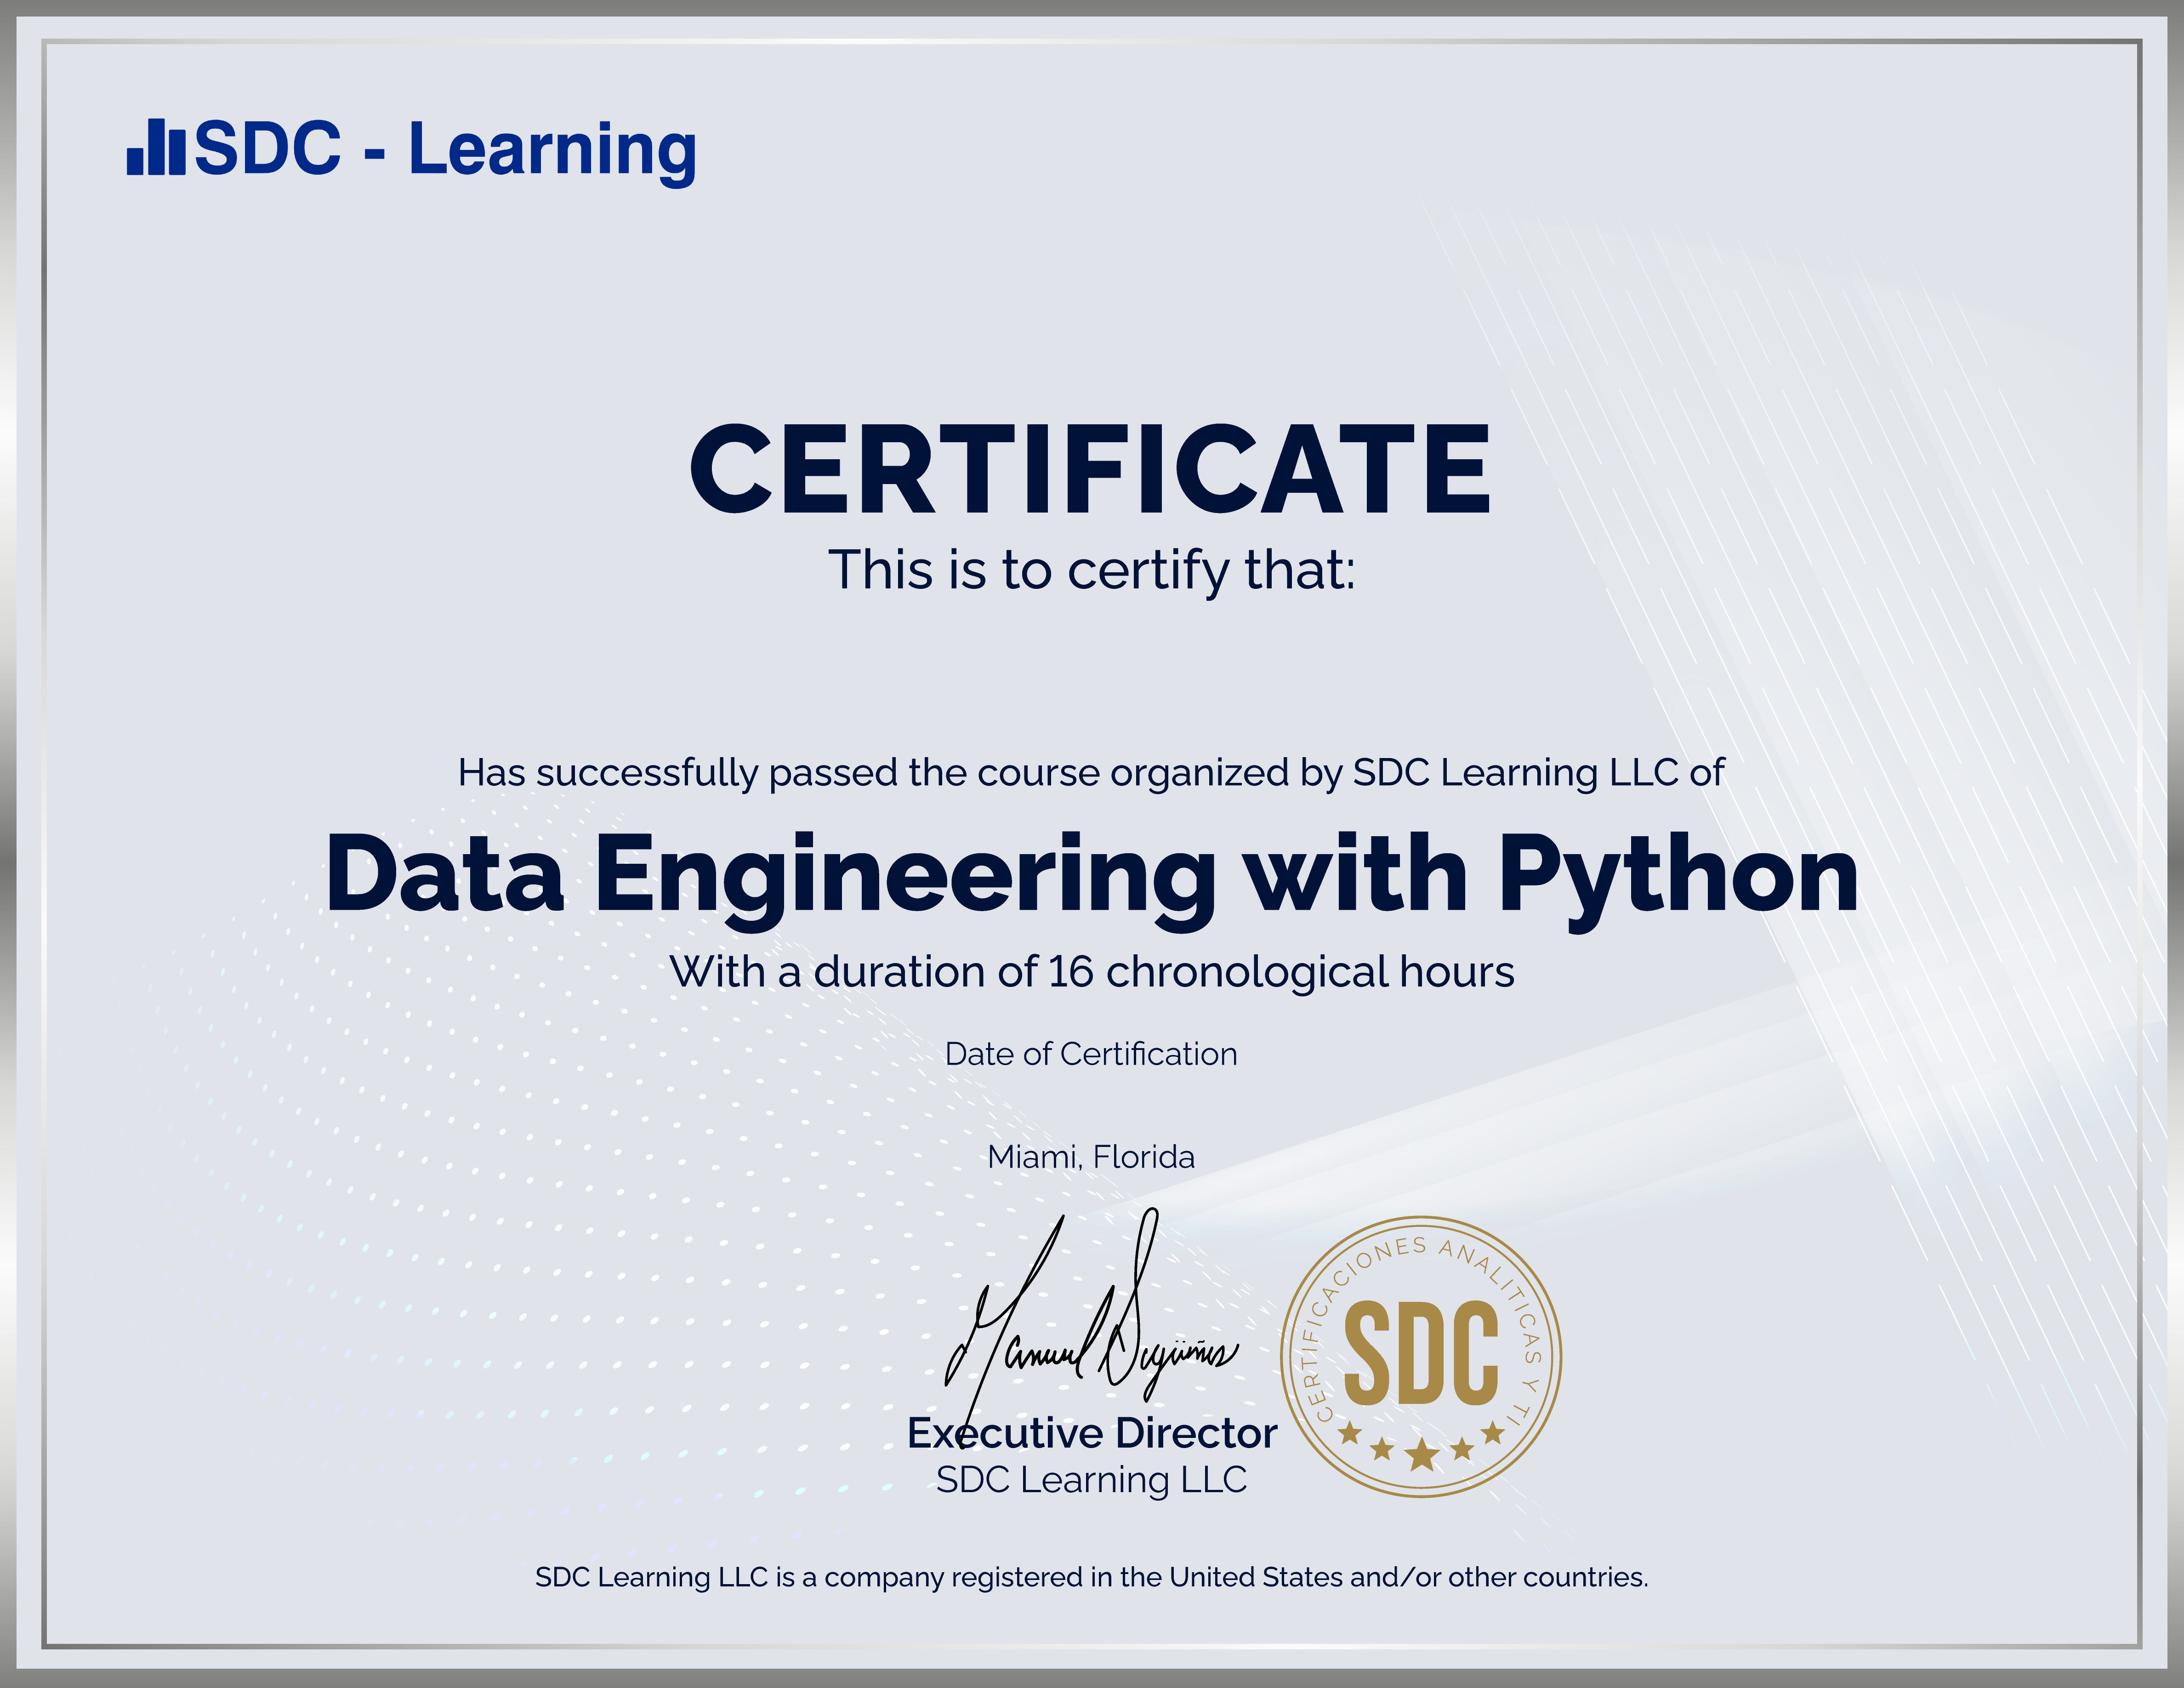 SDC - Learning
CERTIFICATE
This is to certify that:
Has successfully passed the course organized by SDC Learning LLC of
Data Engineering with Python
With a duration of 16 chronological hours
Date of Certification
Miami, Florida
Executive Director
SDC Learning LLC
CERTIFICACIONES ANALITICAS Y TI
SDC
SDC Learning LLC is a company registered in the United States and/or other countries.